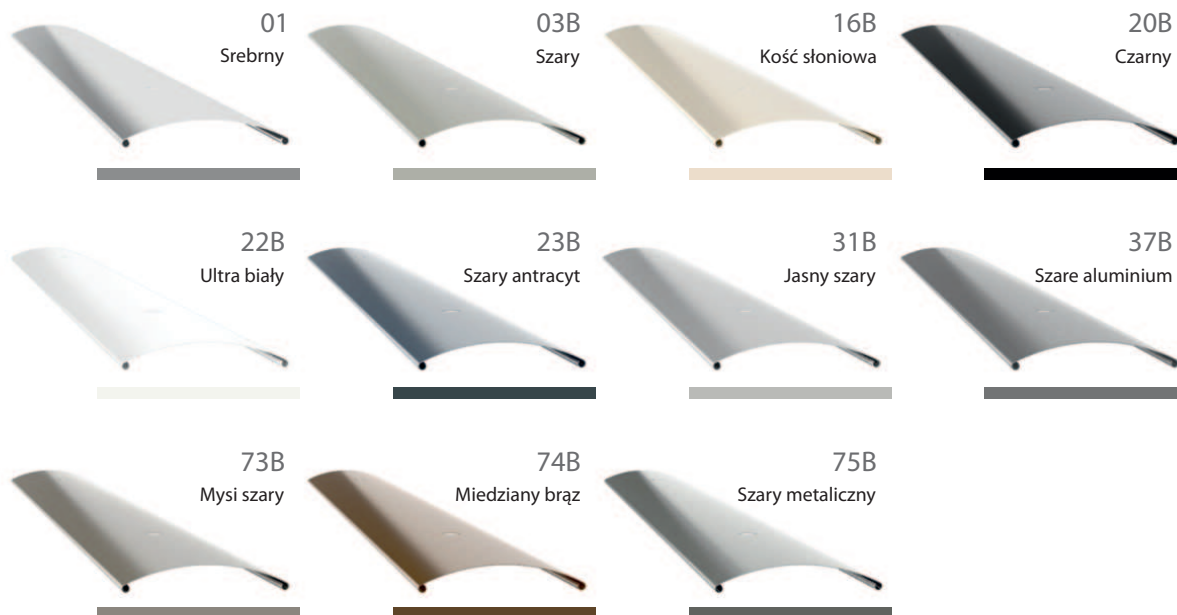 01
Srebrny
03B
Szary
16B
Kość słoniowa
20B
Czarny
22B
Ultra biały
23B
Szary antracyt
31B
Jasny szary
37B
Szare aluminium
73B
Mysi szary
74B
Miedziany brąz
75B
Szary metaliczny